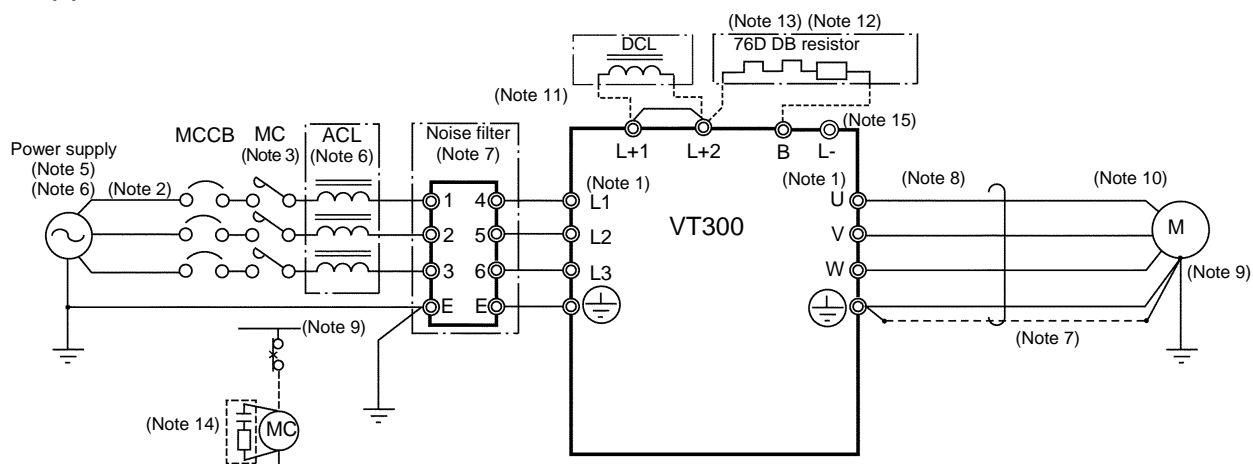 (Note 13) (Note 12)
DCL
76D DB resistor
(Note 11)
(Note 15)
MCCB
MC
(Note 3)
ACL
(Note 6)
Noise filter
(Note 7)
L+1
L+2
B
L-
Power supply
(Note 5)
(Note 6)
(Note 2)
(Note 1)
(Note 1)
(Note 8)
(Note 10)
1
4
L1
U
VT300
M
2
5
L2
V
3
6
L3
W
(Note 9)
E
E
(Note 9)
(Note 7)
(Note 14)
MC